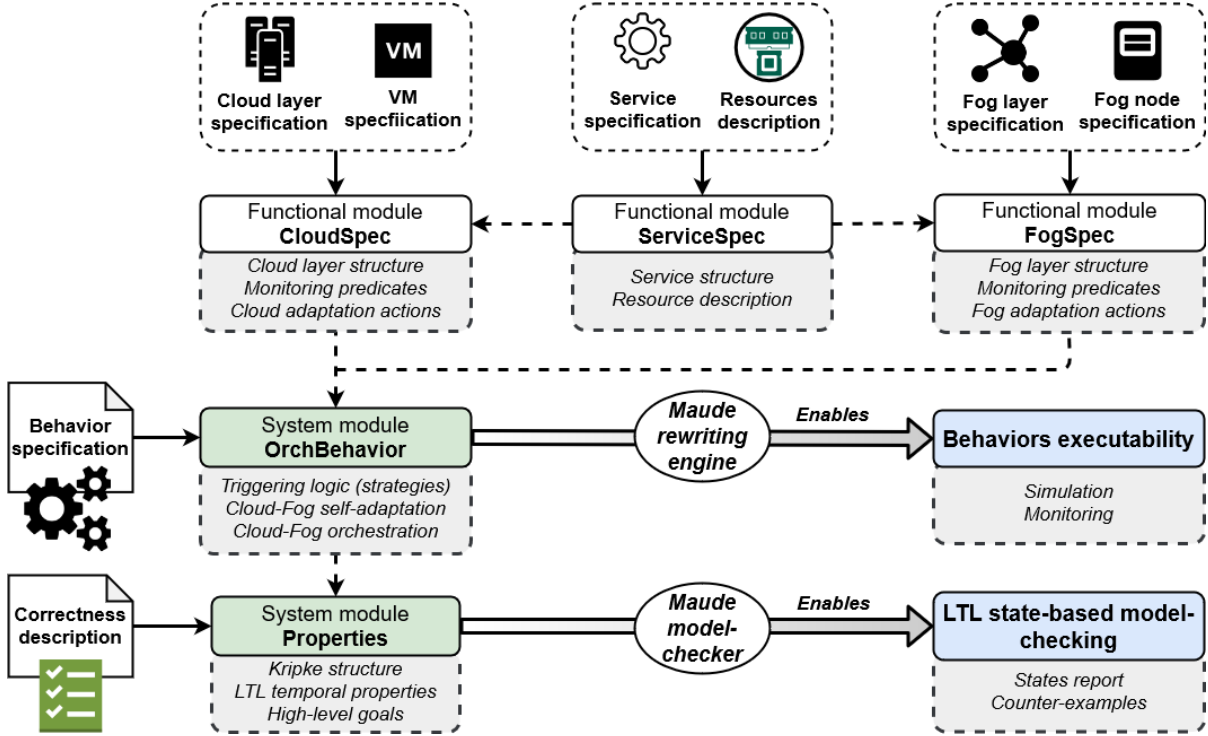 VM
Cloud layer
specification
VM
specfiication
Service
specification
Resources
description
Fog layer
specification
Fog node
specification
Functional module
CloudSpec
Cloud layer structure
Monitoring predicates
Cloud adaptation actions
Functional module
ServiceSpec
Service structure
Resource description
Functional module
FogSpec
Fog layer structure
Monitoring predicates
Fog adaptation actions
Behavior
specification
System module
OrchBehavior
Triggering logic (strategies)
Cloud-Fog self-adaptation
Cloud-Fog orchestration
Maude
rewriting
engine
Enables
Behaviors executability
Simulation
Monitoring
Correctness
description
System module
Properties
Kripke structure
LTL temporal properties
High-level goals
Maude
model-
checker
Enables
LTL state-based model-
checking
States report
Counter-examples